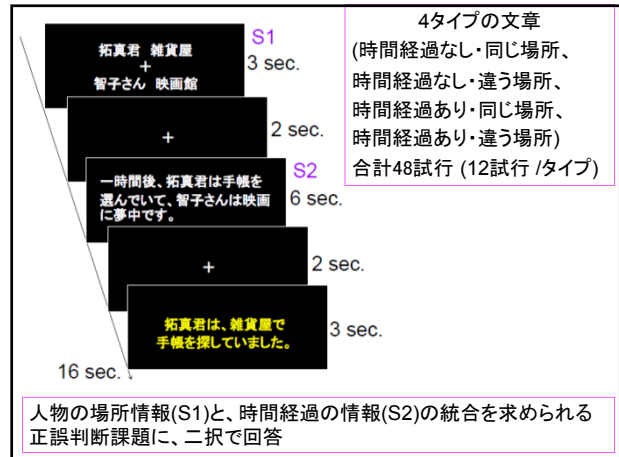 拓真君 雑貨屋
+
智子さん 映画館
S1
3 sec.
+
2 sec.
S2
一時間後、拓真君は手帳を
選んでいて、智子さんは映画
に夢中です。
6 sec.
+
2 sec.
拓真君は、雑貨屋で
手帳を探していました。
3 sec.
16 sec.
4タイプの文章
(時間経過なし・同じ場所、
時間経過なし・違う場所、
時間経過あり・同じ場所、
時間経過あり・違う場所)
合計48試行 (12試行 /タイプ)
人物の場所情報(S1)と、時間経過の情報(S2)の統合を求められる
正誤判断課題に、二択で回答